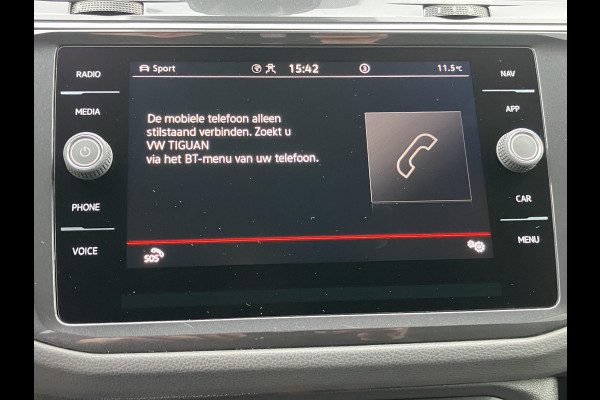 RADIO
MEDIA
PHONE
VOICE
Sport 15:42 3 11.5°C
De mobiele telefoon alleen
stilstaand verbinden. Zoekt u
VW TIGUAN
via het BT-menu van uw telefoon.
SOS
NAV
APP
CAR
MENU